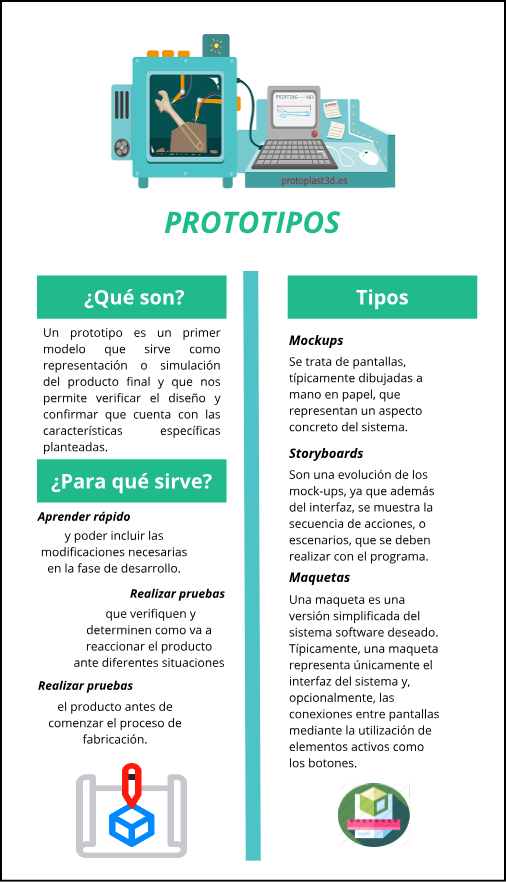 PRINTING---401
protoplast3d.es
PROTOTIPOS
¿Qué son?
Un prototipo es un primer
modelo que sirve como
representación o simulación
del producto final y que nos
permite verificar el diseño y
confirmar que cuenta con las
características específicas
planteadas.
¿Para qué sirve?
Aprender rápido
y poder incluir las
modificaciones necesarias
en la fase de desarrollo.
Realizar pruebas
que verifiquen y
determinen como va a
reaccionar el producto
ante diferentes situaciones
Realizar pruebas
el producto antes de
comenzar el proceso de
fabricación.
Tipos
Mockups
Se trata de pantallas,
típicamente dibujadas a
mano en papel, que
representan un aspecto
concreto del sistema.
Storyboards
Son una evolución de los
mock-ups, ya que además
del interfaz, se muestra la
secuencia de acciones, o
escenarios, que se deben
realizar con el programa.
Maquetas
Una maqueta es una
versión simplificada del
sistema software deseado.
Típicamente, una maqueta
representa únicamente el
interfaz del sistema y,
opcionalmente, las
conexiones entre pantallas
mediante la utilización de
elementos activos como
los botones.